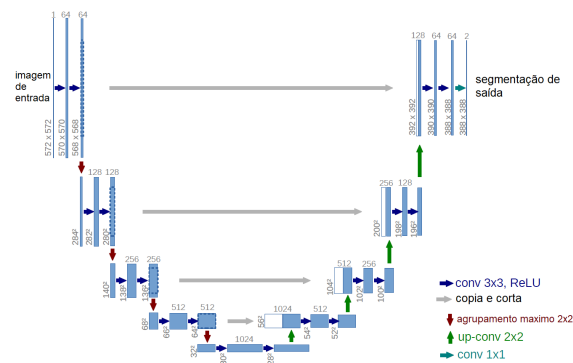 1
64
64
imagem
de
entrada
572 x 572
570 x 570
568 x 568
128
64
64
2
segmentação de
saída
392 x 392
390 x 390
388 x 388
388 x 388
128
128
284²
282²
280²
256
128
200²
198²
196²
256
256
140²
138²
136²
512
256
104²
102²
100²
512
512
68²
66²
64²
1024
512
56²
54²
52²
1024
32²
30²
28²
conv 3x3, ReLU
copia e corta
agrupamento maximo 2x2
up-conv 2x2
conv 1x1